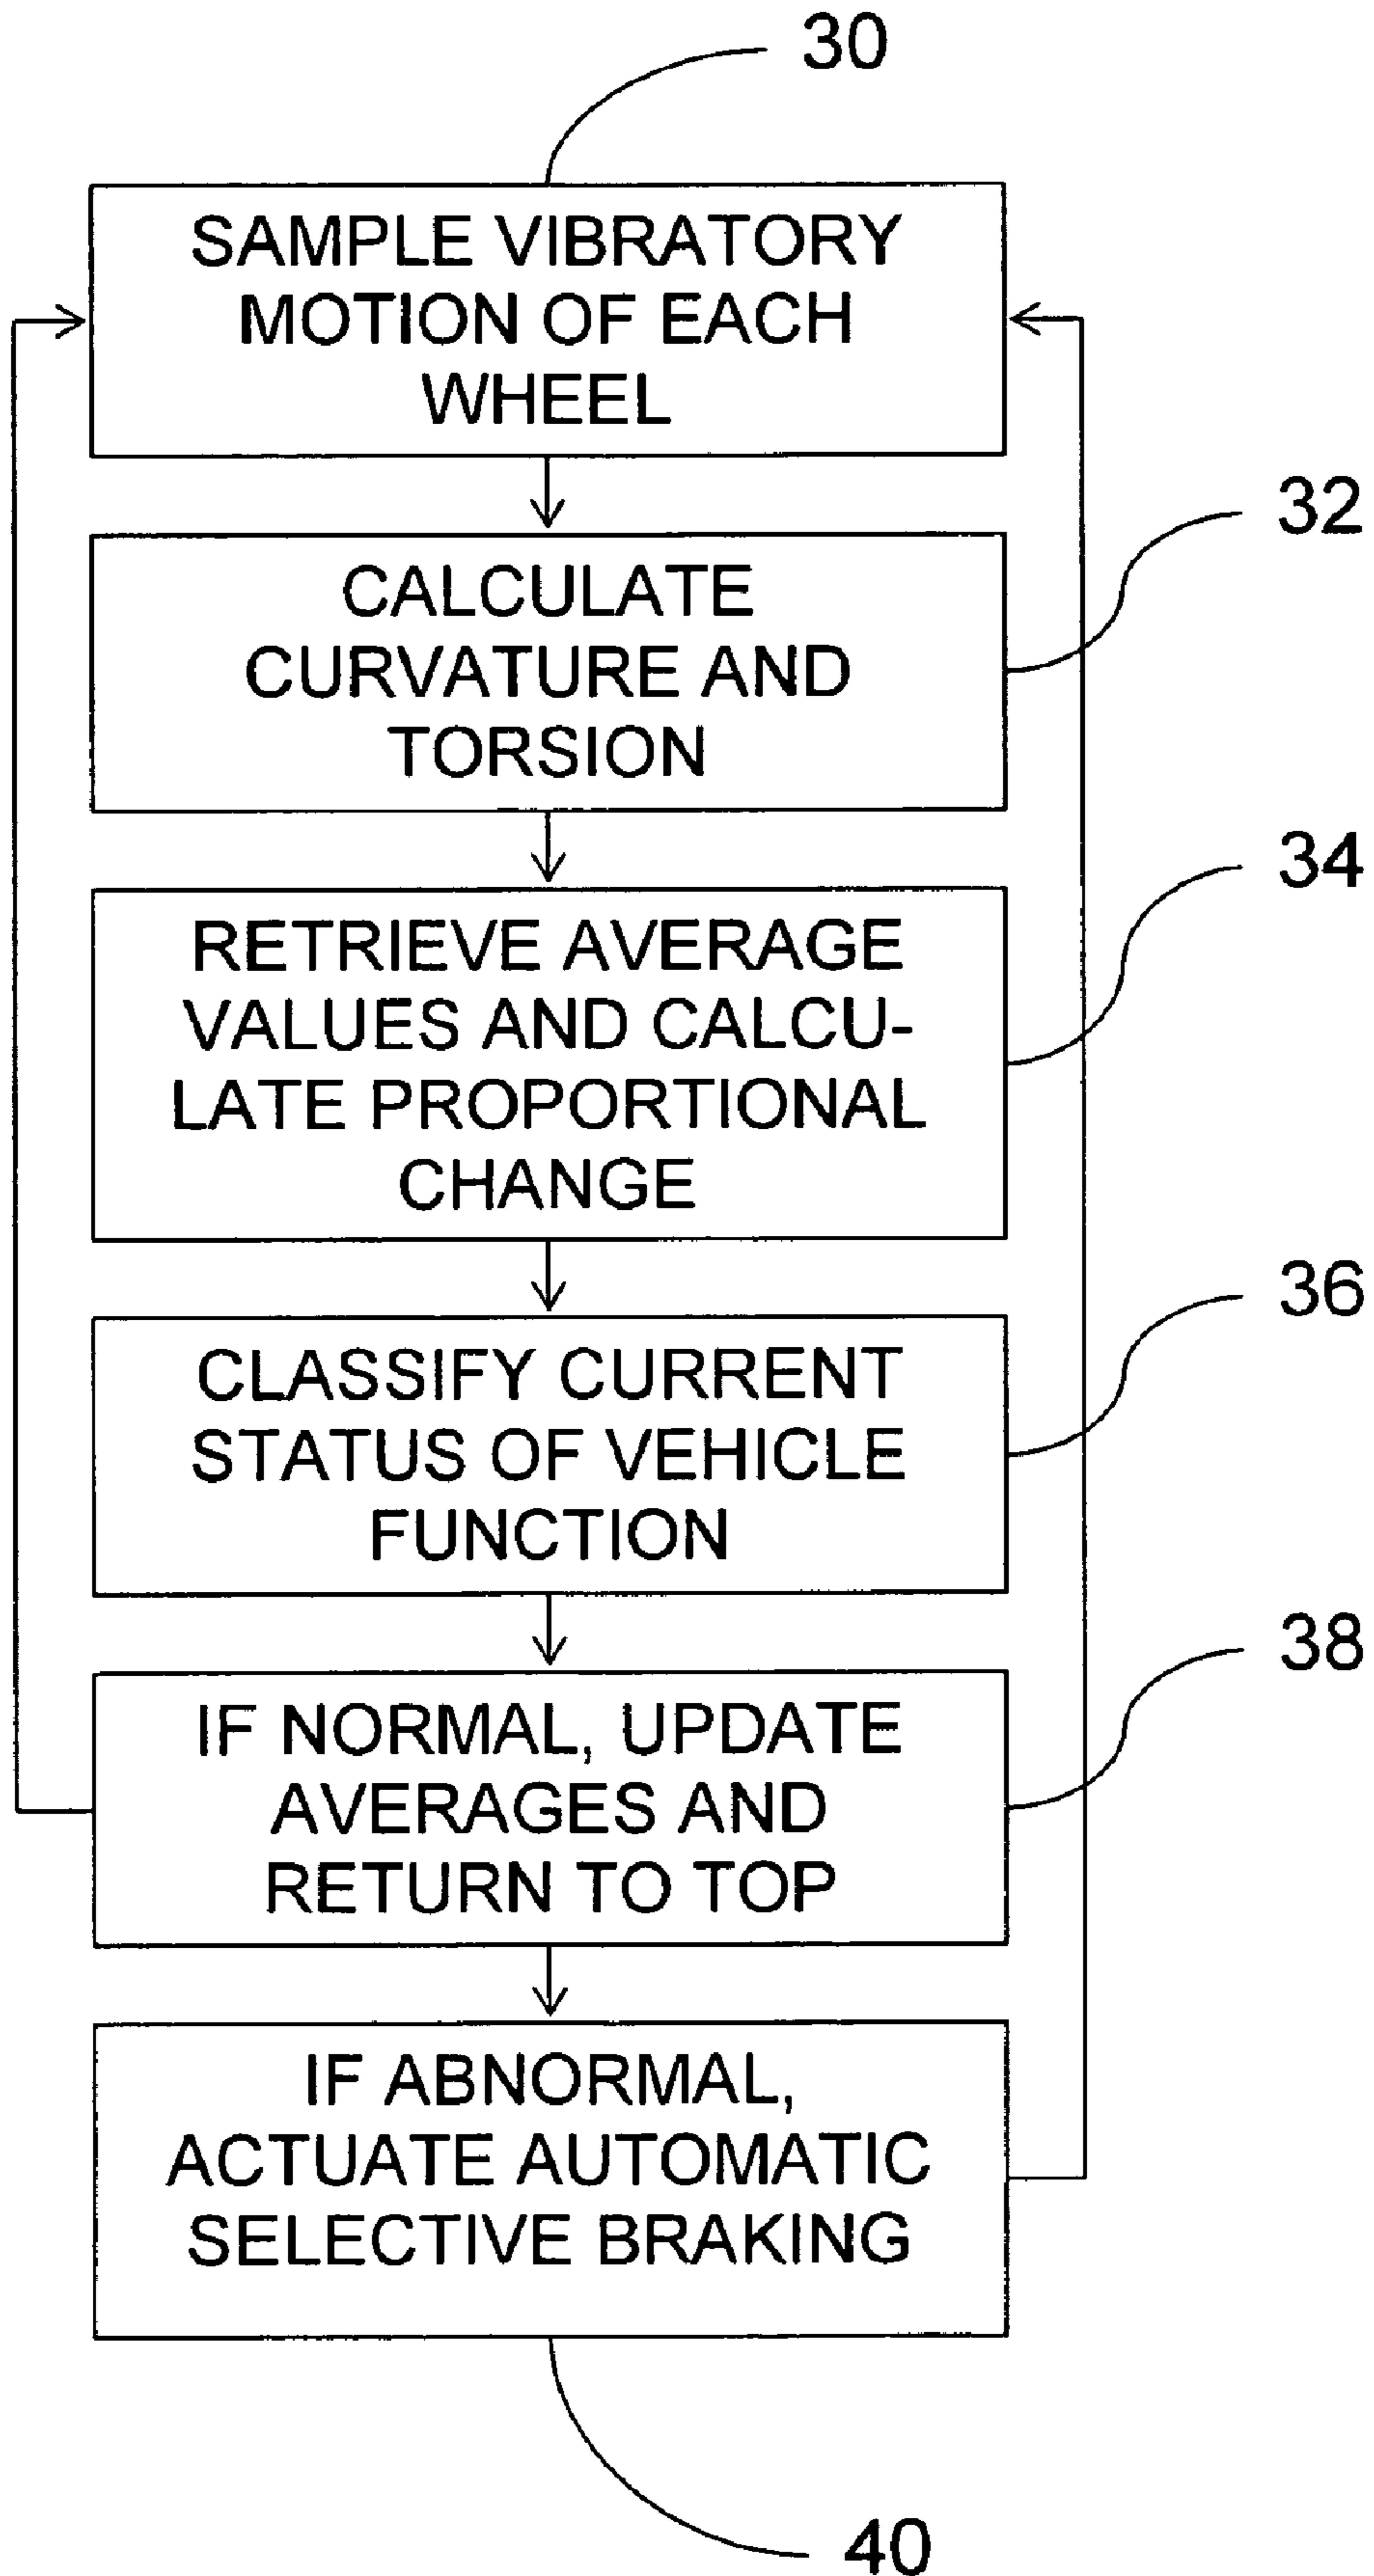 30
SAMPLE VIBRATORY
MOTION OF EACH
WHEEL
32
CALCULATE
CURVATURE AND
TORSION
34
RETRIEVE AVERAGE
VALUES AND CALCU-
LATE PROPORTIONAL
CHANGE
36
CLASSIFY CURRENT
STATUS OF VEHICLE
FUNCTION
38
IF NORMAL, UPDATE
AVERAGES AND
RETURN TO TOP
IF ABNORMAL,
ACTUATE AUTOMATIC
SELECTIVE BRAKING
40